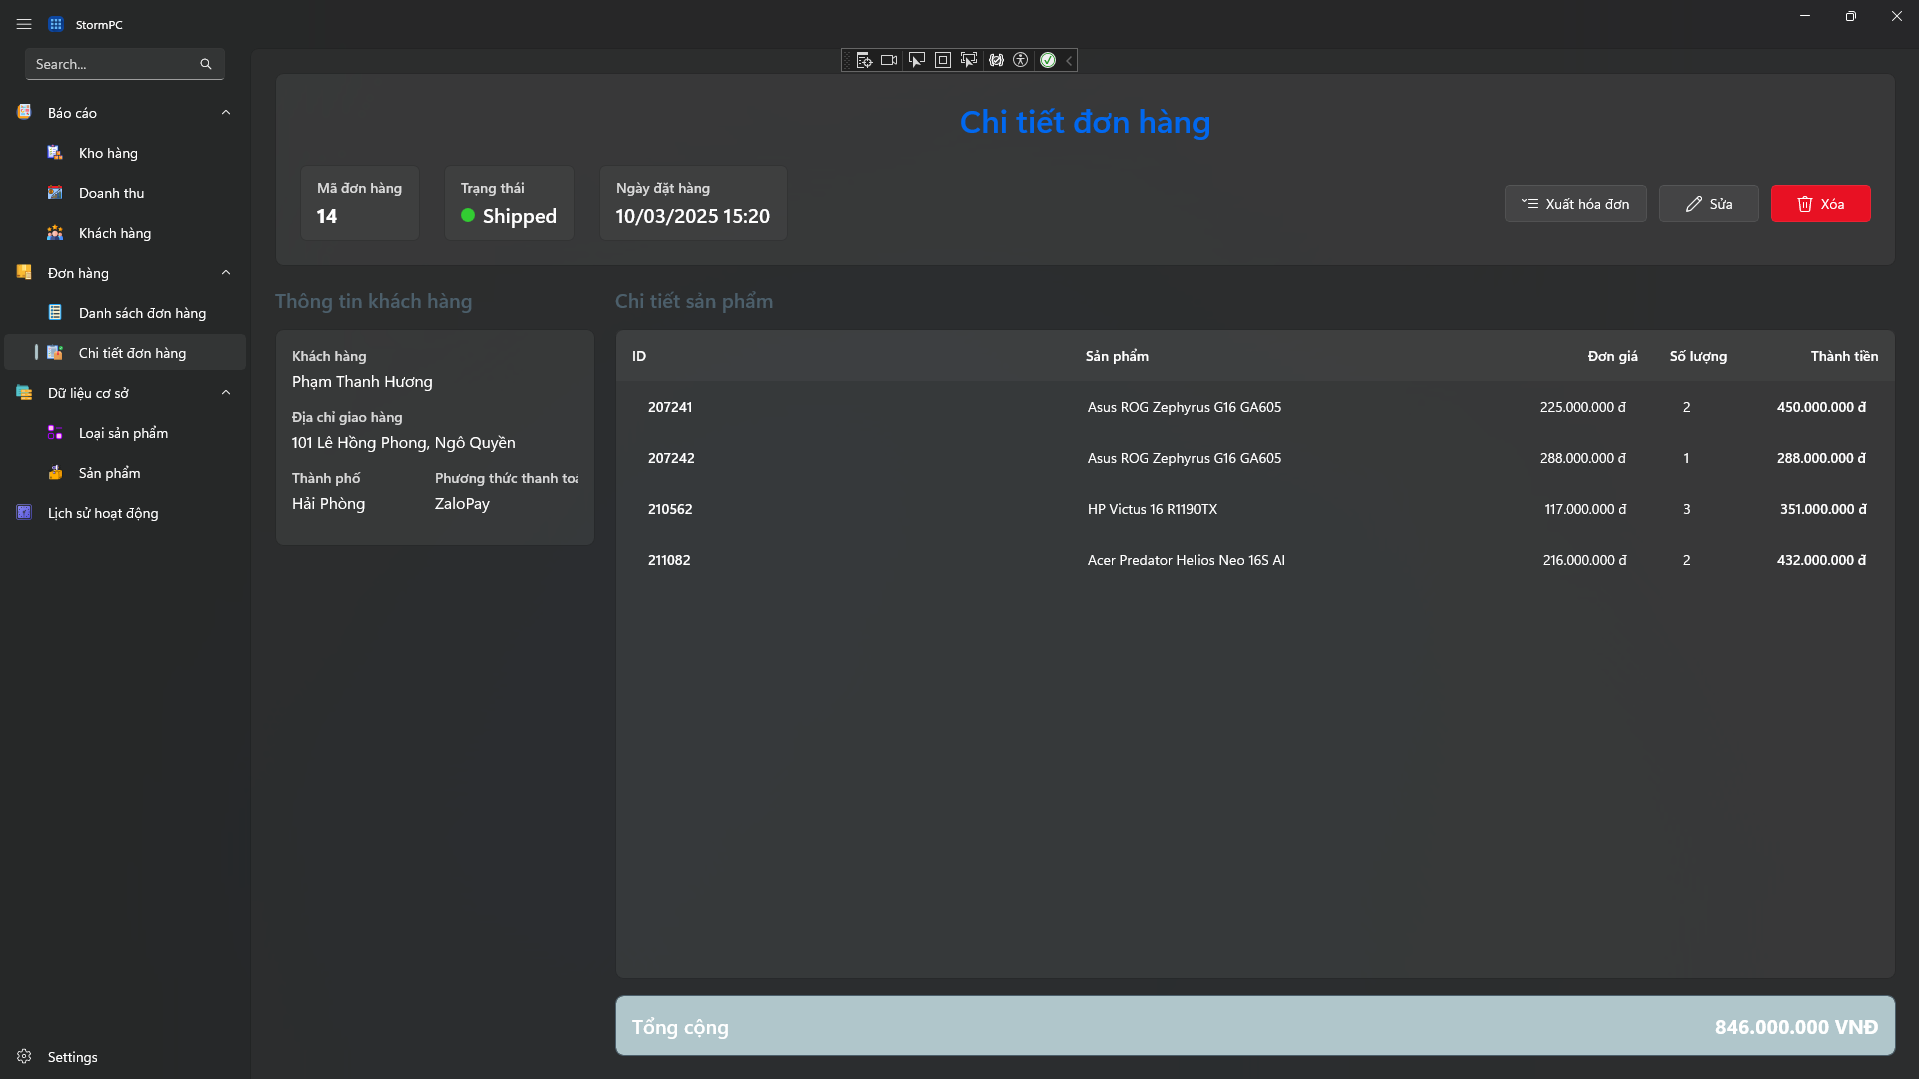 StormPC
Search...
Báo cáo
Kho hàng
Doanh thu
Khách hàng
Đơn hàng
Danh sách đơn hàng
Chi tiết đơn hàng
Dữ liệu cơ sở
Loại sản phẩm
Sản phẩm
Lịch sử hoạt động
Settings
Chi tiết đơn hàng
Mã đơn hàng
14
Trạng thái
Shipped
Ngày đặt hàng
10/03/2025 15:20
Xuất hóa đơn
Sửa
Xóa
Thông tin khách hàng
Khách hàng
Phạm Thanh Hương
Địa chỉ giao hàng
101 Lê Hồng Phong, Ngô Quyền
Thành phố Phương thức thanh toá
Hải Phòng ZaloPay
Chi tiết sản phẩm
ID Sản phẩm Đơn giá Số lượng Thành tiền
207241 Asus ROG Zephyrus G16 GA605 225.000.000 đ 2 450.000.000 đ
207242 Asus ROG Zephyrus G16 GA605 288.000.000 đ 1 288.000.000 đ
210562 HP Victus 16 R1190TX 117.000.000 đ 3 351.000.000 đ
211082 Acer Predator Helios Neo 16S AI 216.000.000 đ 2 432.000.000 đ
Tổng cộng 846.000.000 VNĐ